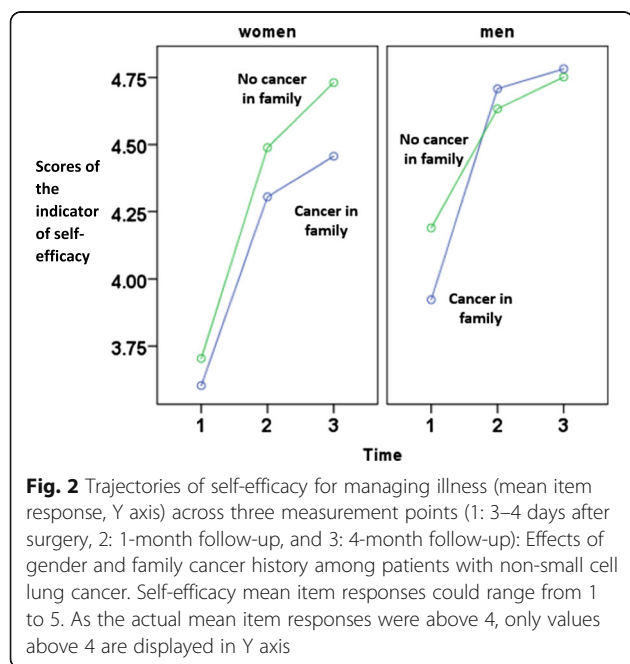 women
men
4.75
4.50
4.25
4.00
3.75
Scores of
the
indicator
of self-
efficacy
No cancer
in family
Cancer in
family
No cancer
in family
Cancer in
family
1
2
3
1
2
3
Time
Fig. 2 Trajectories of self-efficacy for managing illness (mean item
response, Y axis) across three measurement points (1: 3–4 days after
surgery, 2: 1-month follow-up, and 3: 4-month follow-up): Effects of
gender and family cancer history among patients with non-small cell
lung cancer. Self-efficacy mean item responses could range from 1
to 5. As the actual mean item responses were above 4, only values
above 4 are displayed in Y axis